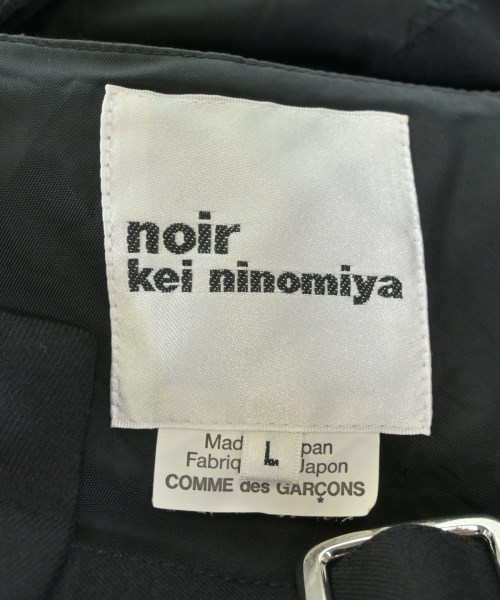 noir
kei ninomiya
L
Mad pan
Fabriq Japon
COMME des GARÇONS
*